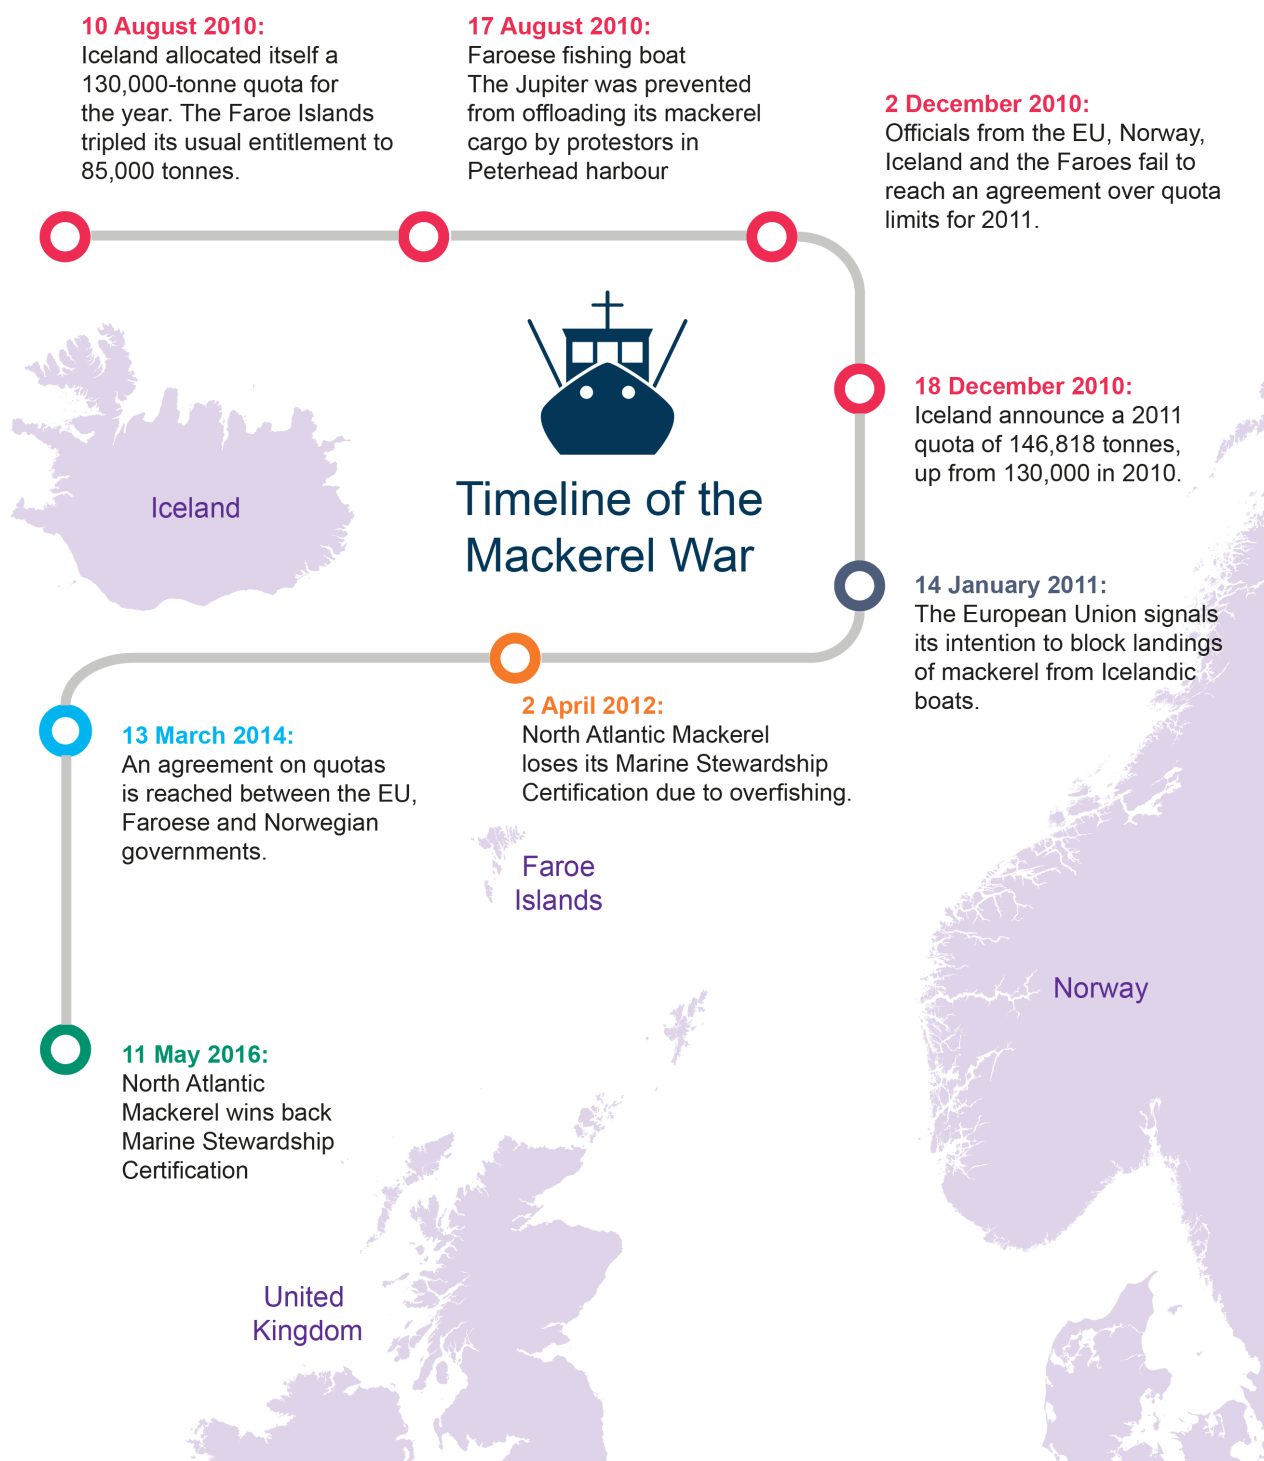 10 August 2010:
Iceland allocated itself a
130,000-tonne quota for
the year. The Faroe Islands
tripled its usual entitlement to
85,000 tonnes.
17 August 2010:
Faroese fishing boat
The Jupiter was prevented
from offloading its mackerel
cargo by protestors in
Peterhead harbour
2 December 2010:
Officials from the EU, Norway,
Iceland and the Faroes fail to
reach an agreement over quota
limits for 2011.
18 December 2010:
Iceland announce a 2011
quota of 146,818 tonnes,
up from 130,000 in 2010.
Iceland
Timeline of the
Mackerel War
14 January 2011:
The European Union signals
its intention to block landings
of mackerel from Icelandic
boats.
2 April 2012:
North Atlantic Mackerel
loses its Marine Stewardship
Certification due to overfishing.
13 March 2014:
An agreement on quotas
is reached between the EU,
Faroese and Norwegian
governments.
Faroe
Islands
Norway
11 May 2016:
North Atlantic
Mackerel wins back
Marine Stewardship
Certification
United
Kingdom